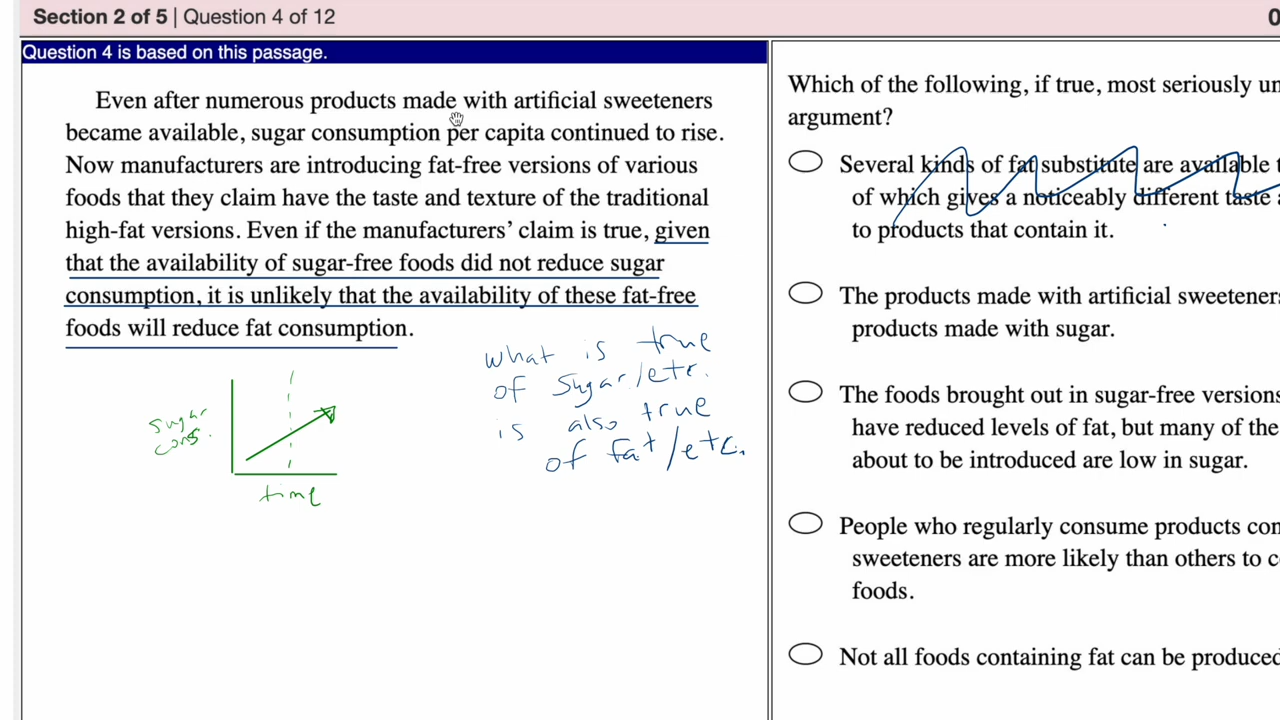 Section 2 of 5 | Question 4 of 12
0
Question 4 is based on this passage.
Even after numerous products made with artificial sweeteners
became available, sugar consumption per capita continued to rise.
Now manufacturers are introducing fat-free versions of various
foods that they claim have the taste and texture of the traditional
high-fat versions. Even if the manufacturers’ claim is true, given
that the availability of sugar-free foods did not reduce sugar
consumption, it is unlikely that the availability of these fat-free
foods will reduce fat consumption.
sugar
cons.
time
what is true
of sugar/etc.
is also true
of fat/etc.
Which of the following, if true, most seriously un
argument?
Several kinds of fat substitute are available t
of which gives a noticeably different taste a
to products that contain it.
The products made with artificial sweeteners
products made with sugar.
The foods brought out in sugar-free versions
have reduced levels of fat, but many of the
about to be introduced are low in sugar.
People who regularly consume products con
sweeteners are more likely than others to c
foods.
Not all foods containing fat can be produced